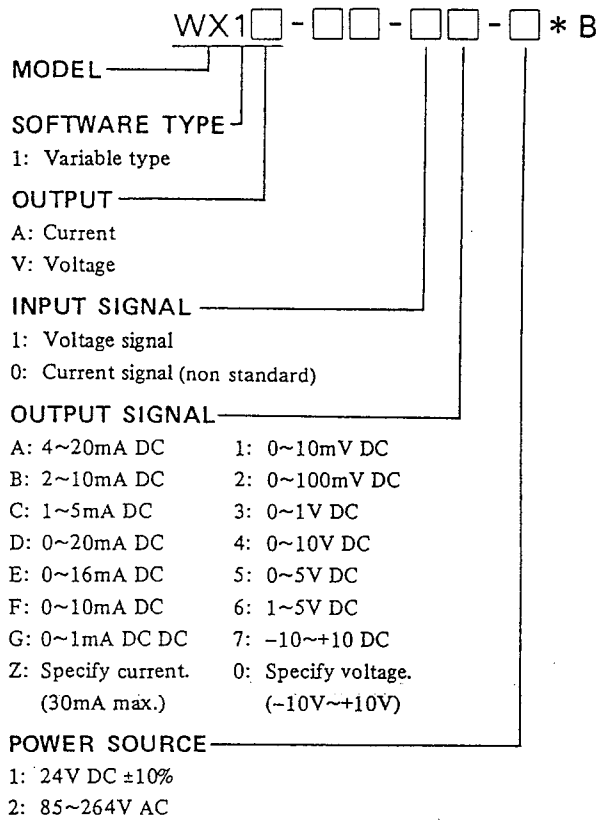 WX1□-□□-□□-□*B
MODEL
SOFTWARE TYPE
1: Variable type
OUTPUT
A: Current
V: Voltage
INPUT SIGNAL
1: Voltage signal
0: Current signal (non standard)
OUTPUT SIGNAL
A: 4~20mA DC 1: 0~10mV DC
B: 2~10mA DC 2: 0~100mV DC
C: 1~5mA DC 3: 0~1V DC
D: 0~20mA DC 4: 0~10V DC
E: 0~16mA DC 5: 0~5V DC
F: 0~10mA DC 6: 1~5V DC
G: 0~1mA DC DC 7: –10~+10 DC
Z: Specify current. 0: Specify voltage.
(30mA max.) (–10V~+10V)
POWER SOURCE
1: 24V DC ±10%
2: 85~264V AC